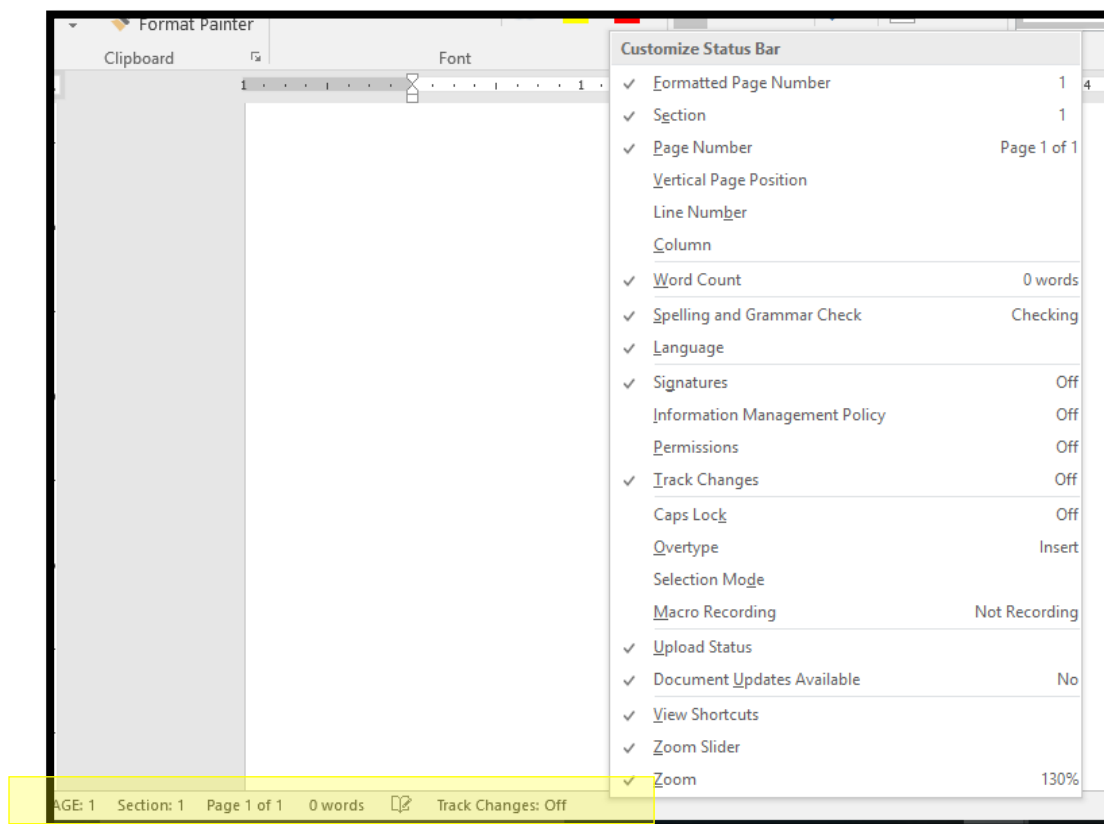 Format Painter
Clipboard
Font
1 1 4
Customize Status Bar
Formatted Page Number 1
Section 1
Page Number Page 1 of 1
Vertical Page Position
Line Number
Column
Word Count 0 words
Spelling and Grammar Check Checking
Language
Signatures Off
Information Management Policy Off
Permissions Off
Track Changes Off
Caps Lock Off
Overtype Insert
Selection Mode
Macro Recording Not Recording
Upload Status
Document Updates Available No
View Shortcuts
Zoom Slider
Zoom 130%
AGE: 1 Section: 1 Page 1 of 1 0 words Track Changes: Off